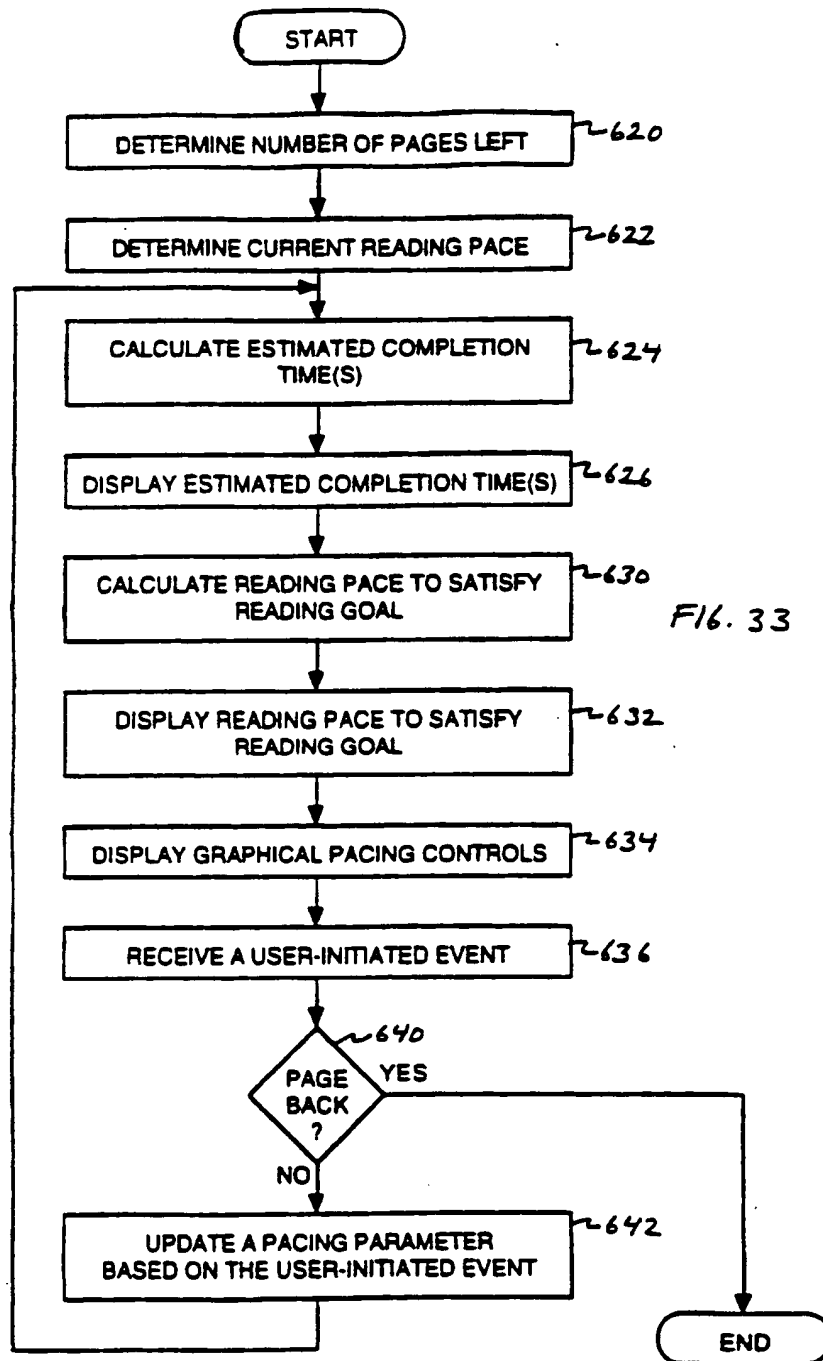 START
DETERMINE NUMBER OF PAGES LEFT
620
DETERMINE CURRENT READING PACE
622
CALCULATE ESTIMATED COMPLETION
TIME(S)
624
DISPLAY ESTIMATED COMPLETION TIME(S)
626
CALCULATE READING PACE TO SATISFY
READING GOAL
630
FIG. 33
DISPLAY READING PACE TO SATISFY
READING GOAL
632
DISPLAY GRAPHICAL PACING CONTROLS
634
RECEIVE A USER-INITIATED EVENT
636
640
PAGE
BACK
?
YES
NO
UPDATE A PACING PARAMETER
BASED ON THE USER-INITIATED EVENT
642
END